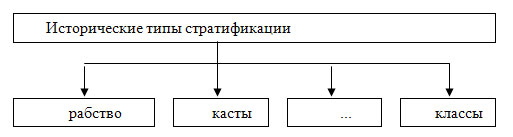 Исторические типы стратификации
рабство
касты
...
классы